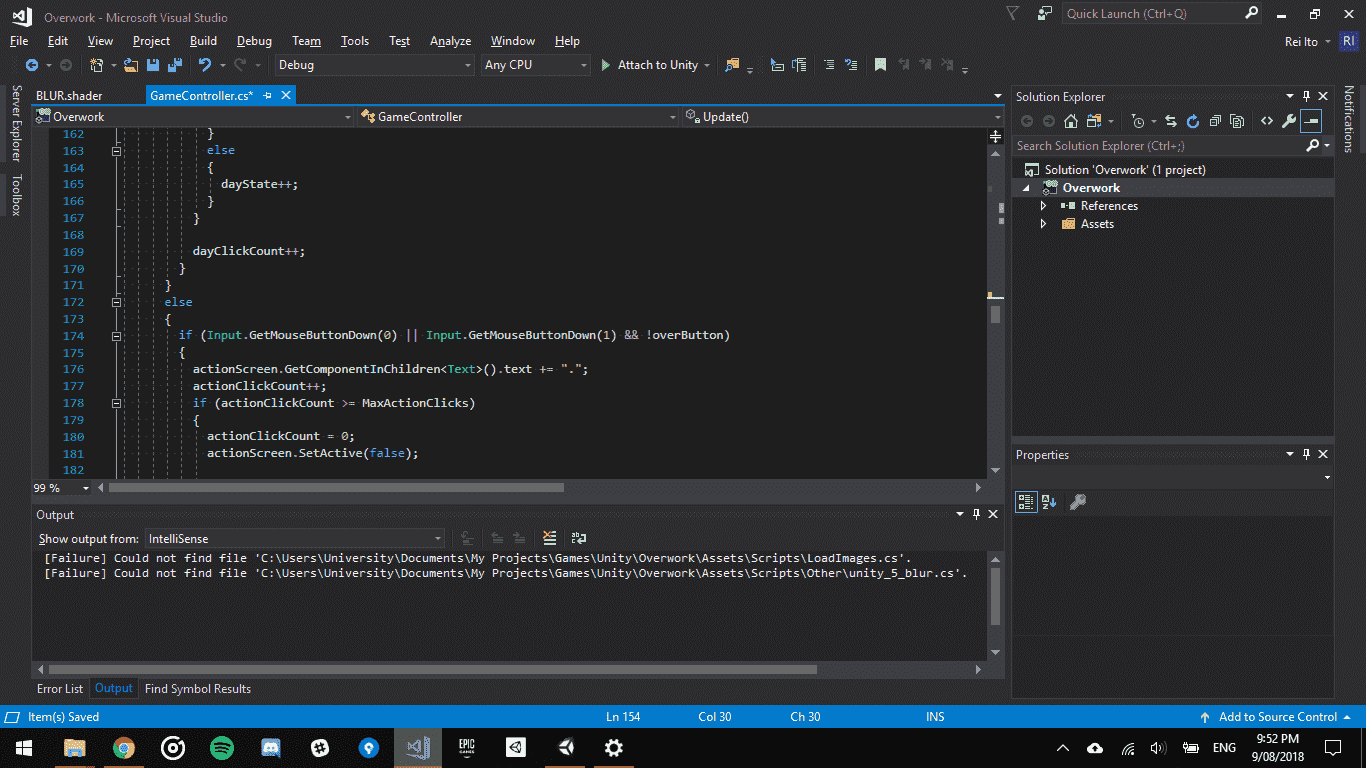 Overwork - Microsoft Visual Studio
Quick Launch (Ctrl+Q)
File Edit View Project Build Debug Team Tools Test Analyze Window Help
Rei Ito RI
Debug Any CPU Attach to Unity
Server Explorer
Toolbox
BLUR.shader GameController.cs*
Overwork GameController Update()
162 }
163 else
164 {
165 dayState++;
166 }
167 }
168
169 dayClickCount++;
170 }
171 }
172 else
173 {
174 if (Input.GetMouseButtonDown(0) || Input.GetMouseButtonDown(1) && !overButton)
175 {
176 actionScreen.GetComponentInChildren<Text>().text += ".";
177 actionClickCount++;
178 if (actionClickCount >= MaxActionClicks)
179 {
180 actionClickCount = 0;
181 actionScreen.SetActive(false);
182
99 %
Output
Show output from: IntelliSense
[Failure] Could not find file 'C:\Users\University\Documents\My Projects\Games\Unity\Overwork\Assets\Scripts\LoadImages.cs'.
[Failure] Could not find file 'C:\Users\University\Documents\My Projects\Games\Unity\Overwork\Assets\Scripts\Other\unity_5_blur.cs'.
Error List Output Find Symbol Results
Solution Explorer
Search Solution Explorer (Ctrl+;)
Solution 'Overwork' (1 project)
Overwork
References
Assets
Properties
Notifications
Item(s) Saved Ln 154 Col 30 Ch 30 INS Add to Source Control
EPIC
GAMES
ENG
9:52 PM
9/08/2018